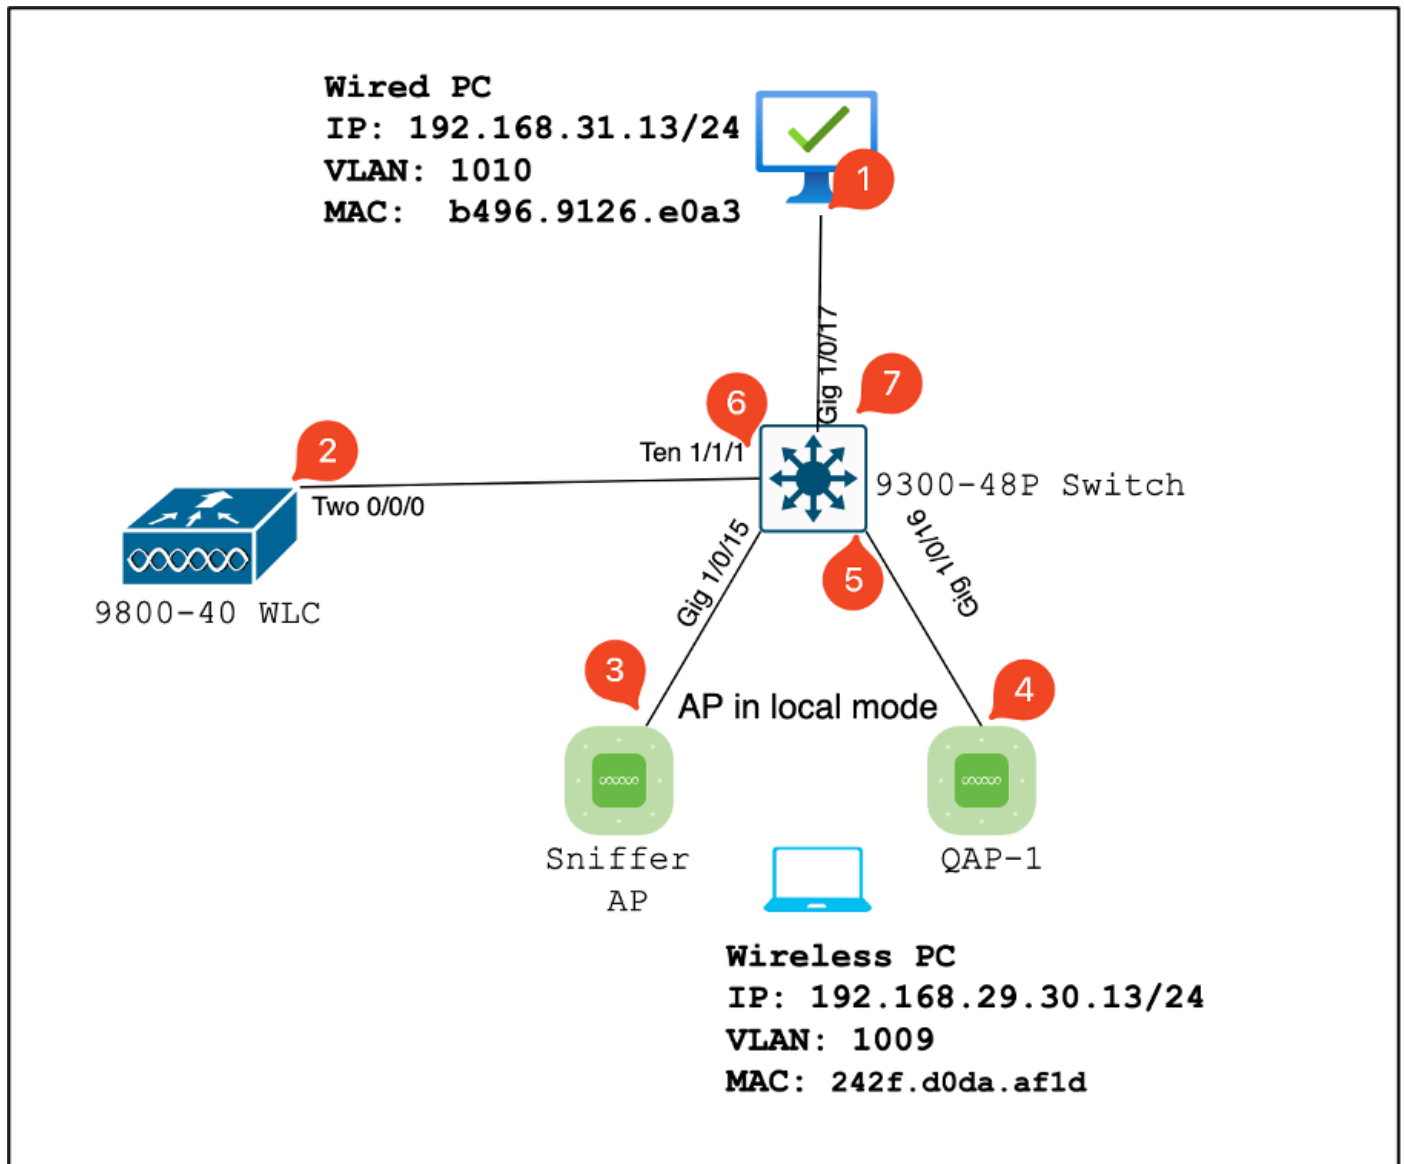 Wired PC
IP: 192.168.31.13/24
VLAN: 1010
MAC: b496.9126.e0a3
1
Gig 1/0/17
7
6
2
Ten 1/1/1
9300-48P Switch
Two 0/0/0
Gig 1/0/15
Gig 1/0/16
5
9800-40 WLC
3
4
AP in local mode
Sniffer
AP
QAP-1
Wireless PC
IP: 192.168.29.30.13/24
VLAN: 1009
MAC: 242f.d0da.af1d